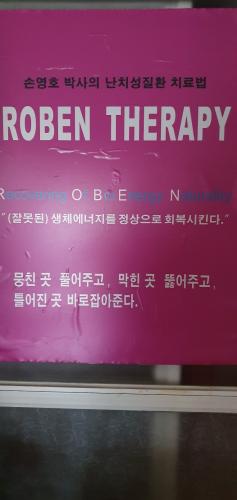 손영호 박사의 난치성질환 치료법
ROBEN THERAPY
Recovering Of Bio Energy Naturality
" (잘못된) 생체에너지를 정상으로 회복시킨다. "
뭉친 곳 풀어주고, 막힌 곳 뚫어주고,
틀어진 곳 바로잡아준다.